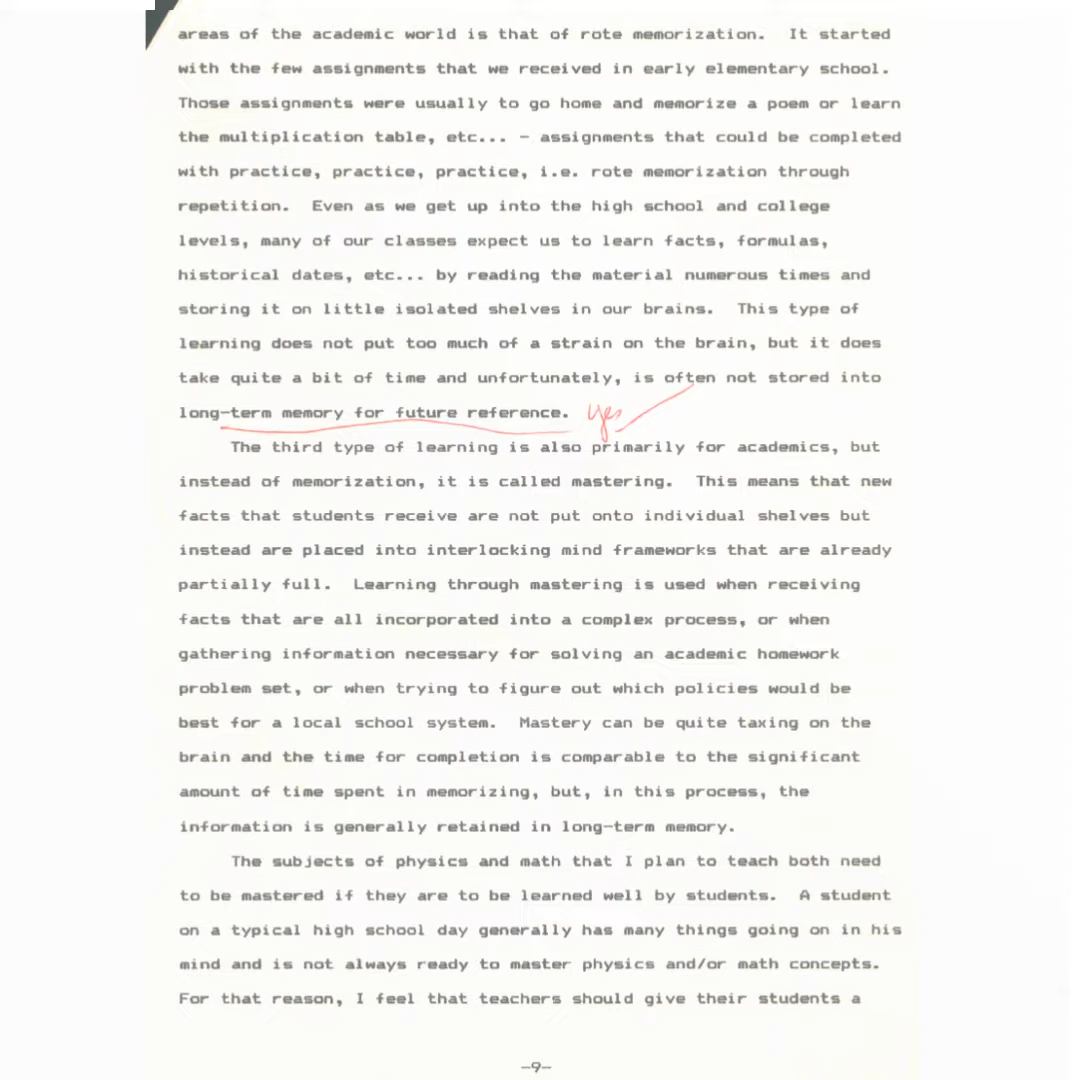 areas of the academic world is that of rote memorization.  It started
with the few assignments that we received in early elementary school.
Those assignments were usually to go home and memorize a poem or learn
the multiplication table, etc... - assignments that could be completed
with practice, practice, practice, i.e. rote memorization through
repetition.  Even as we get up into the high school and college
levels, many of our classes expect us to learn facts, formulas,
historical dates, etc... by reading the material numerous times and
storing it on little isolated shelves in our brains.  This type of
learning does not put too much of a strain on the brain, but it does
take quite a bit of time and unfortunately, is often not stored into
long-term memory for future reference. yes
The third type of learning is also primarily for academics, but
instead of memorization, it is called mastering.  This means that new
facts that students receive are not put onto individual shelves but
instead are placed into interlocking mind frameworks that are already
partially full.  Learning through mastering is used when receiving
facts that are all incorporated into a complex process, or when
gathering information necessary for solving an academic homework
problem set, or when trying to figure out which policies would be
best for a local school system.  Mastery can be quite taxing on the
brain and the time for completion is comparable to the significant
amount of time spent in memorizing, but, in this process, the
information is generally retained in long-term memory.
The subjects of physics and math that I plan to teach both need
to be mastered if they are to be learned well by students.  A student
on a typical high school day generally has many things going on in his
mind and is not always ready to master physics and/or math concepts.
For that reason, I feel that teachers should give their students a
-9-